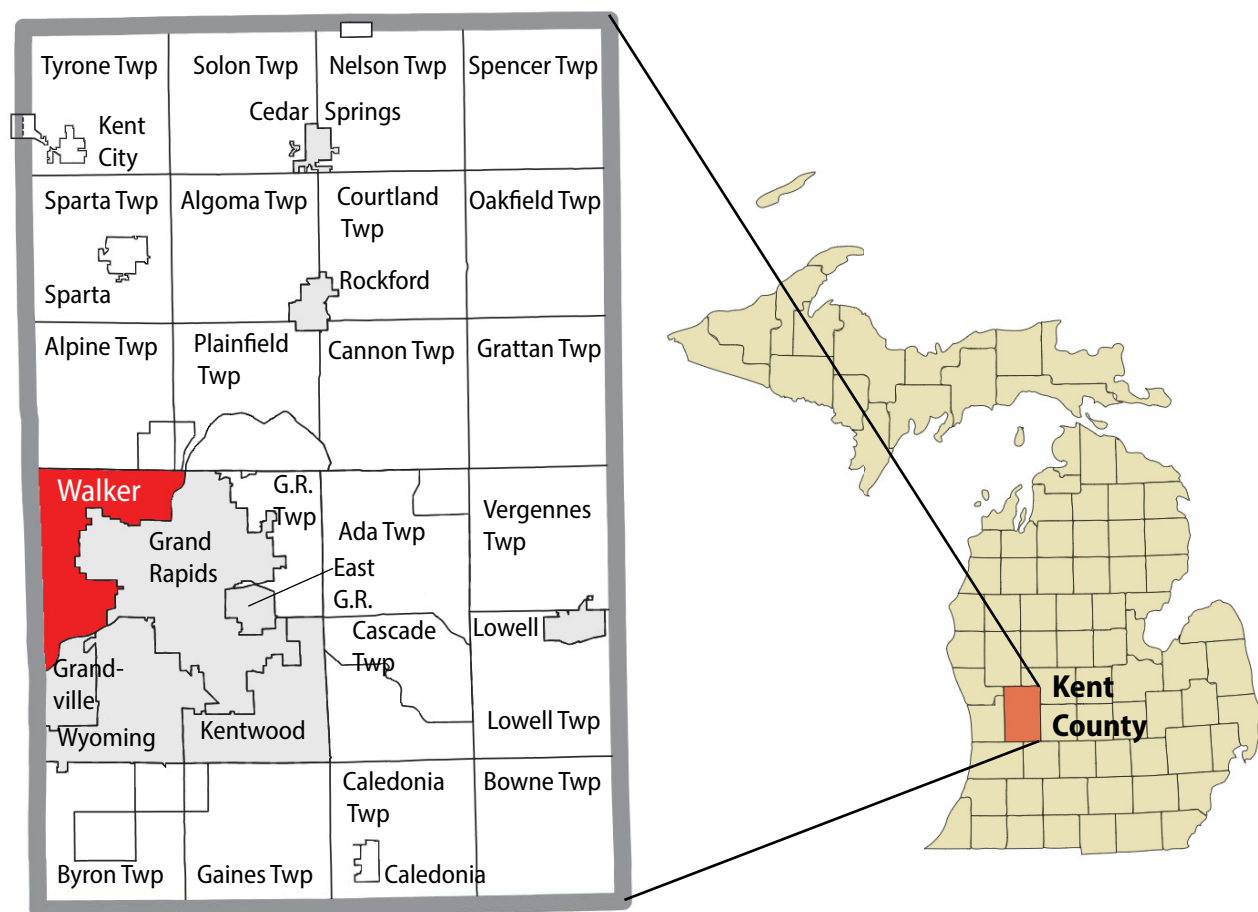 Tyrone Twp
Solon Twp
Nelson Twp
Spencer Twp
Cedar Springs
Kent
City
Sparta Twp
Algoma Twp
Courtland
Twp
Oakfield Twp
Sparta
Rockford
Alpine Twp
Plainfield
Twp
Cannon Twp
Grattan Twp
Walker
G.R.
Twp
Ada Twp
Vergennes
Twp
Grand
Rapids
East
G.R.
Cascade
Twp
Lowell
Grand-
ville
Wyoming
Kentwood
Lowell Twp
Caledonia
Twp
Bowne Twp
Byron Twp
Gaines Twp
Caledonia
Kent
County